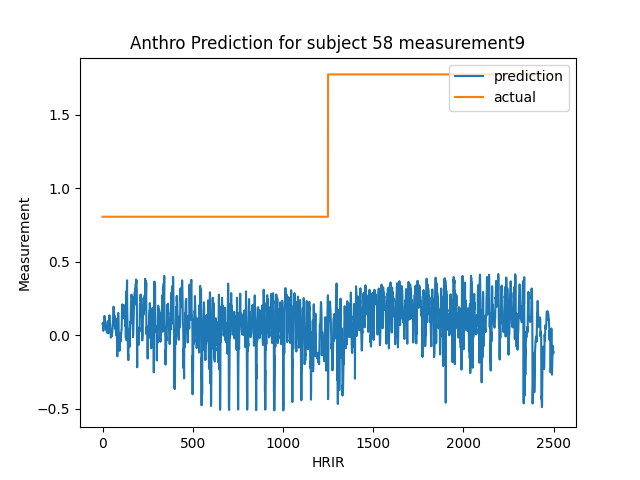 Anthro Prediction for subject 58 measurement9
prediction
actual
Measurement
1.5
1.0
0.5
0.0
−0.5
0
500
1000
1500
2000
2500
HRIR